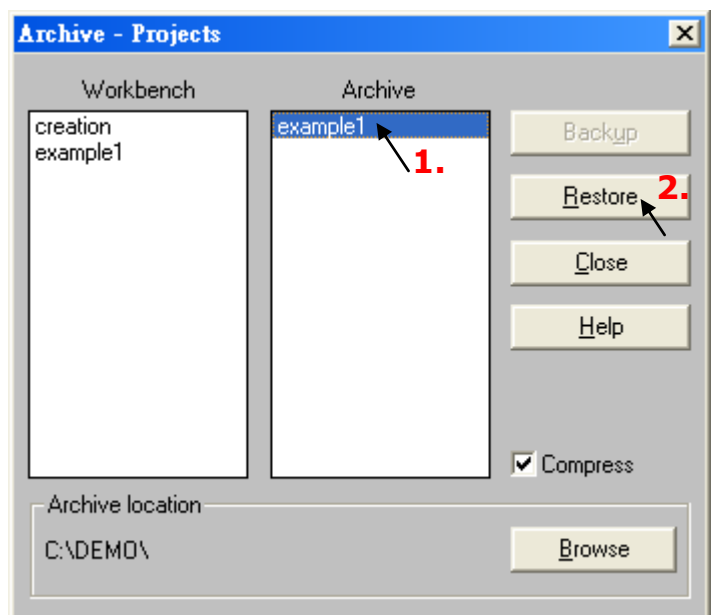 Archive - Projects
Workbench
Archive
creation
example1
example1
1.
Backup
Restore
2.
Close
Help
Compress
Archive location
C:\DEMO\
Browse